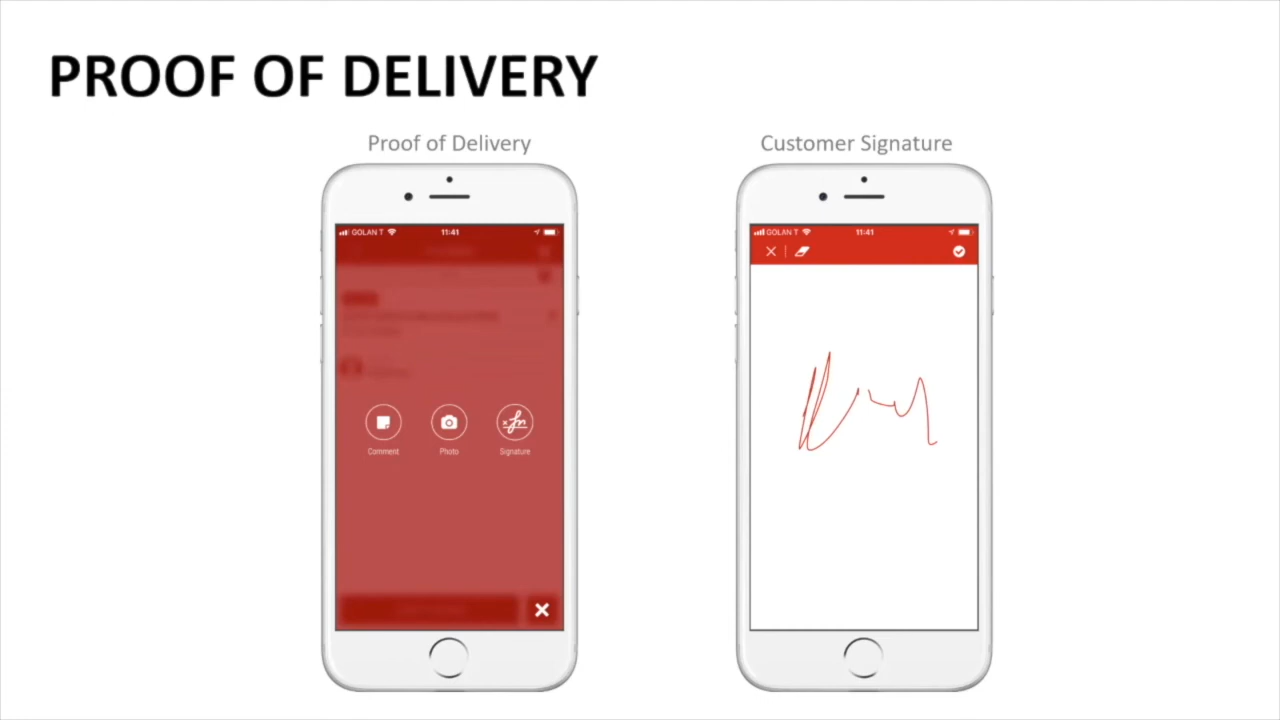 PROOF OF DELIVERY
Proof of Delivery
Customer Signature
GOLAN T 11:41
GOLAN T 11:41
Comment Photo Signature